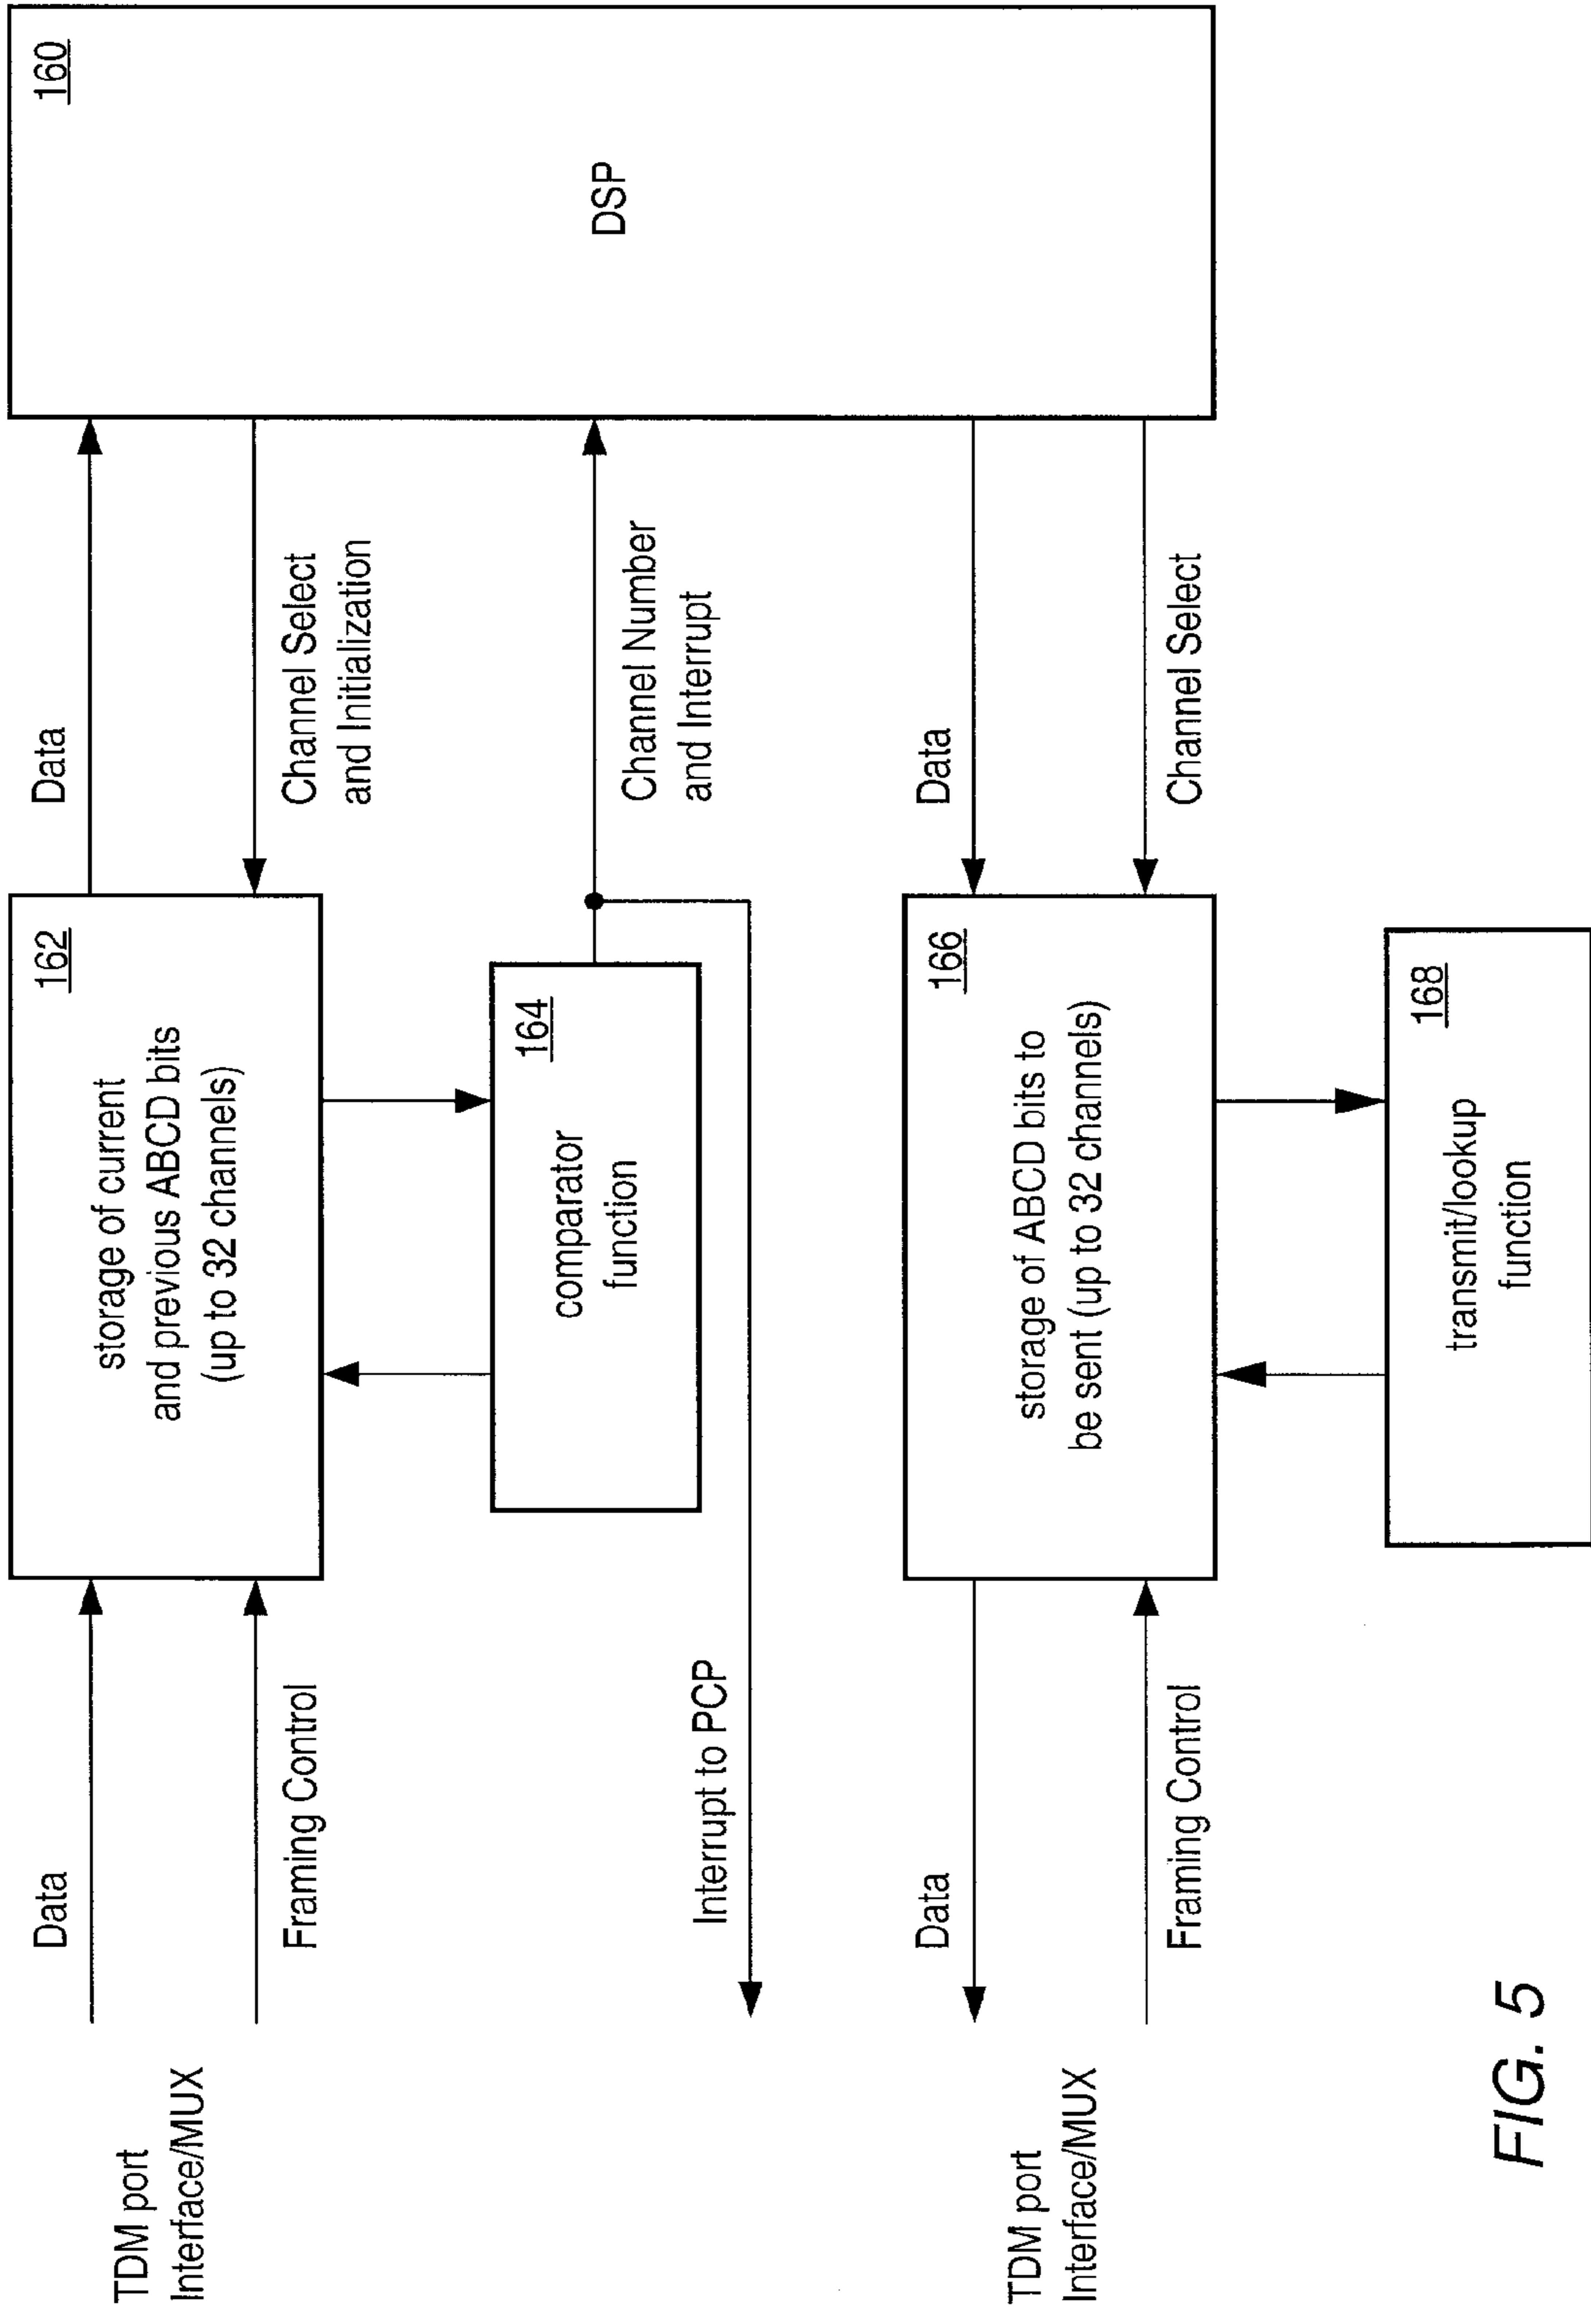 TDM port
Interface/MUX
Data
Framing Control
162
storage of current
and previous ABCD bits
(up to 32 channels)
Data
Channel Select
and Initialization
160
DSP
164
comparator
function
Channel Number
and Interrupt
Interrupt to PCP
TDM port
Interface/MUX
Data
Framing Control
166
storage of ABCD bits to
be sent (up to 32 channels)
Data
Channel Select
168
transmit/lookup
function
FIG. 5